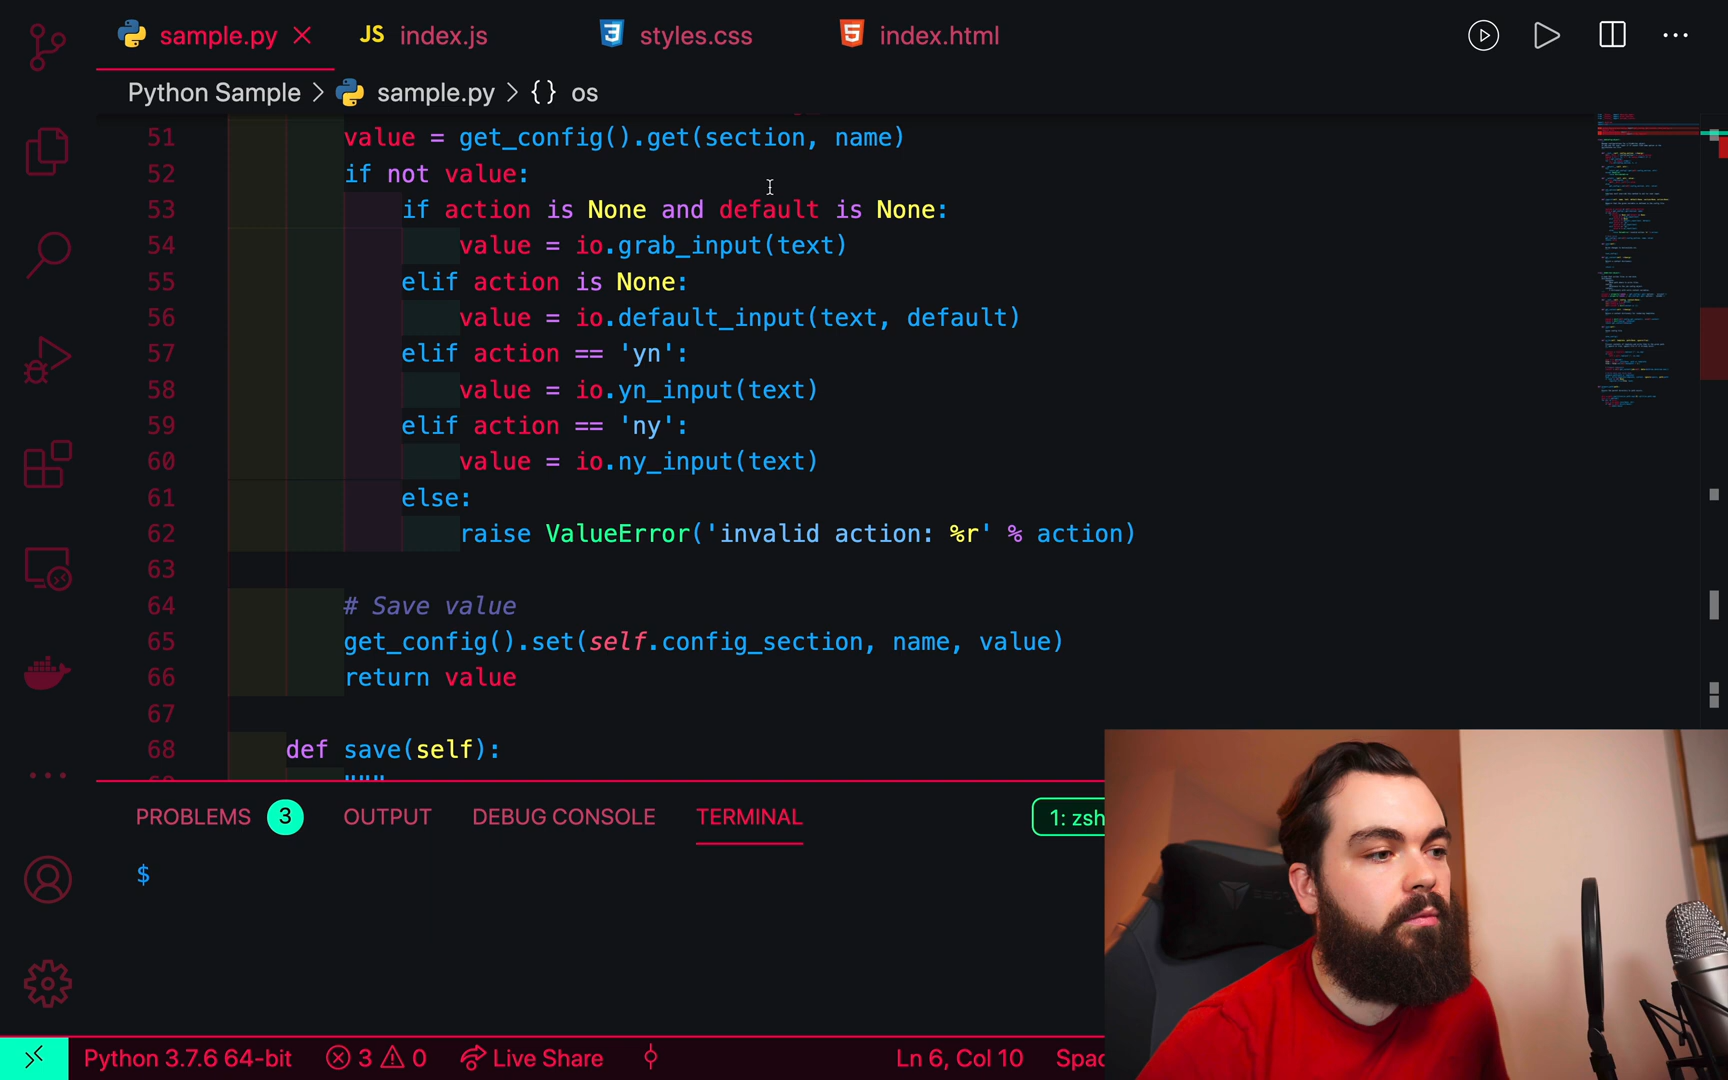 sample.py
JS index.js
styles.css
index.html
Python Sample > sample.py > {} os
51 value = get_config().get(section, name)
52 if not value:
53 if action is None and default is None:
54 value = io.grab_input(text)
55 elif action is None:
56 value = io.default_input(text, default)
57 elif action == 'yn':
58 value = io.yn_input(text)
59 elif action == 'ny':
60 value = io.ny_input(text)
61 else:
62 raise ValueError('invalid action: %r' % action)
63
64 # Save value
65 get_config().set(self.config_section, name, value)
66 return value
67
68 def save(self):
"""
PROBLEMS 3 OUTPUT DEBUG CONSOLE TERMINAL 1: zsh
$
Python 3.7.6 64-bit 3 0 Live Share Ln 6, Col 10